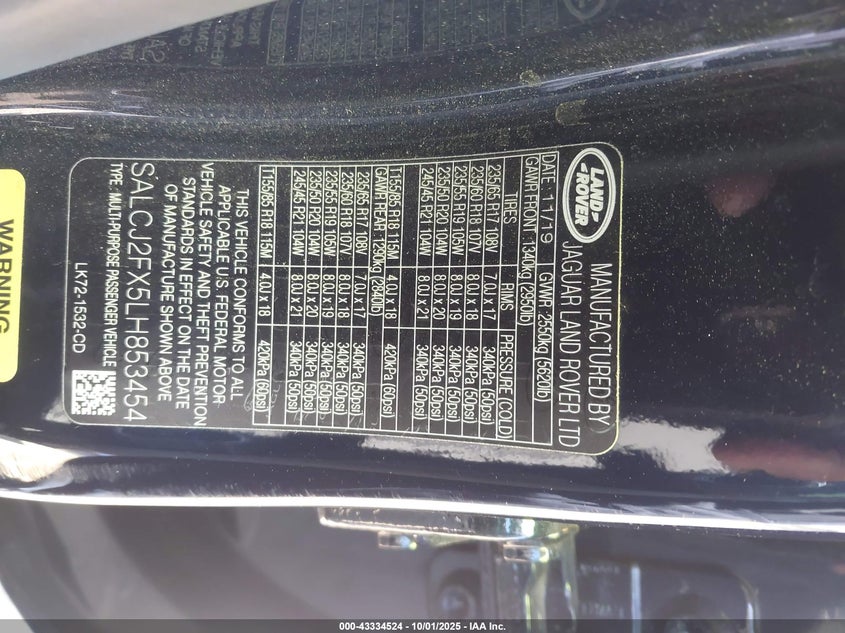 LAND
ROVER
MANUFACTURED BY
JAGUAR LAND ROVER LTD
DATE: 11/19 GVWR 2550kg (5620lb)
GAWR FRONT 1340kg (2950lb)
TIRES RIMS PRESSURE (COLD)
235/65 R17 108V 7.0J x 17 340kPa (50psi)
235/60 R18 107V 8.0J x 18 340kPa (50psi)
235/55 R19 105W 8.0J x 19 340kPa (50psi)
235/50 R20 104W 8.0J x 20 340kPa (50psi)
245/45 R21 104W 8.0J x 21 340kPa (50psi)
T155/85 R18 115M 4.0J x 18 420kPa (60psi)
GAWR REAR 1290kg (2840lb)
235/65 R17 108V 7.0J x 17 340kPa (50psi)
235/60 R18 107V 8.0J x 18 340kPa (50psi)
235/55 R19 105W 8.0J x 19 340kPa (50psi)
235/50 R20 104W 8.0J x 20 340kPa (50psi)
245/45 R21 104W 8.0J x 21 340kPa (50psi)
T155/85 R18 115M 4.0J x 18 420kPa (60psi)
THIS VEHICLE CONFORMS TO ALL
APPLICABLE U.S. FEDERAL MOTOR
VEHICLE SAFETY AND THEFT PREVENTION
STANDARDS IN EFFECT ON THE DATE
OF MANUFACTURE SHOWN ABOVE
SALCJ2FX5LH853454
TYPE : MULTI-PURPOSE PASSENGER VEHICLE
LK72-1532-CD
WARNING
000-43334524 - 10/01/2025 - IAA Inc.